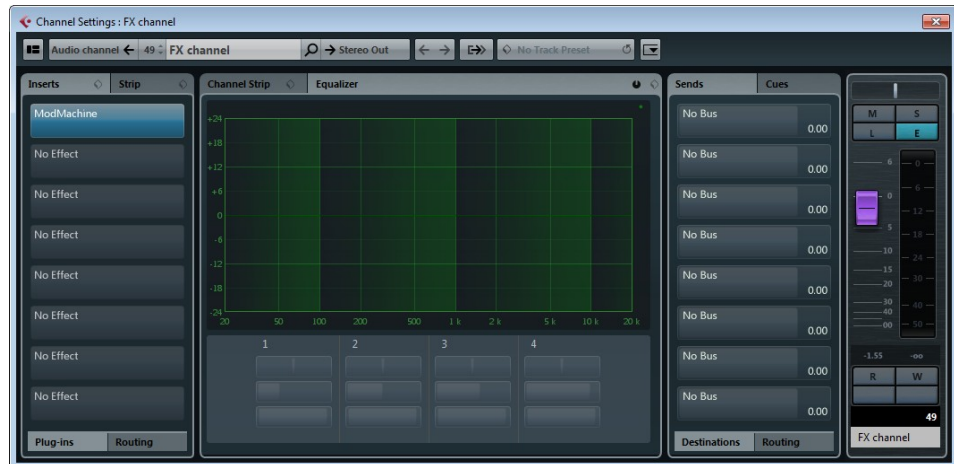 Channel Settings : FX channel
Audio channel 49 FX channel Stereo Out No Track Preset
Inserts Strip
ModMachine
No Effect
No Effect
No Effect
No Effect
No Effect
No Effect
No Effect
Plug-ins Routing
Channel Strip Equalizer
+24
+18
+12
+6
0
-6
-12
-18
-24
20 50 100 200 500 1 k 2 k 5 k 10 k 20 k
1 2 3 4
Sends Cues
No Bus
0.00
No Bus
0.00
No Bus
0.00
No Bus
0.00
No Bus
0.00
No Bus
0.00
No Bus
0.00
No Bus
0.00
Destinations Routing
M S
L E
6 0
0 6
5 12
10 18
15 24
20 30
30 40
40 50
00
-1.55 -oo
R W
49
FX channel